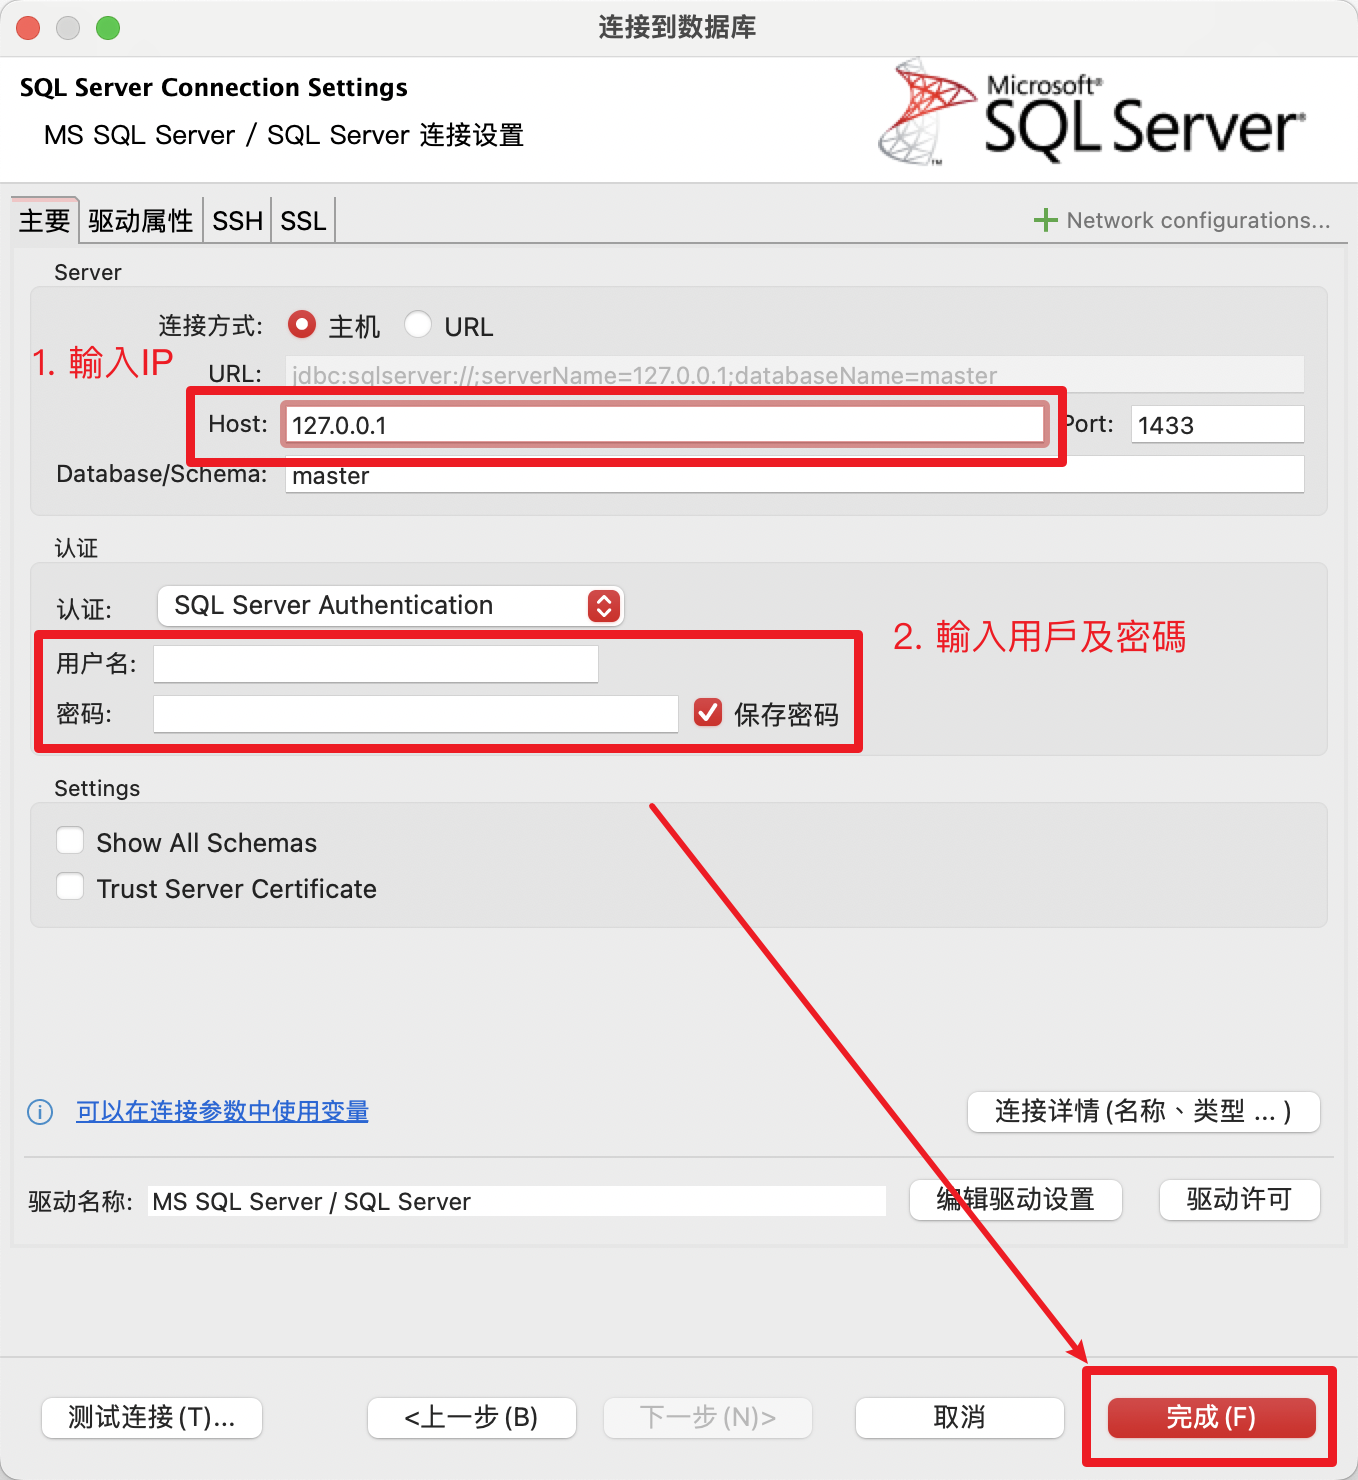 连接到数据库
SQL Server Connection Settings
MS SQL Server / SQL Server 连接设置
Microsoft®
SQL Server®
™
主要 驱动属性 SSH SSL
Network configurations...
Server
连接方式: 主机 URL
1. 輸入IP
URL: jdbc:sqlserver://;serverName=127.0.0.1;databaseName=master
Host: 127.0.0.1 Port: 1433
Database/Schema: master
认证
认证: SQL Server Authentication
2. 輸入用戶及密碼
用户名:
密码: 保存密码
Settings
Show All Schemas
Trust Server Certificate
可以在连接参数中使用变量
连接详情(名称、类型 ... )
驱动名称: MS SQL Server / SQL Server 编辑驱动设置 驱动许可
测试连接(T)... <上一步(B) 下一步(N)> 取消 完成(F)